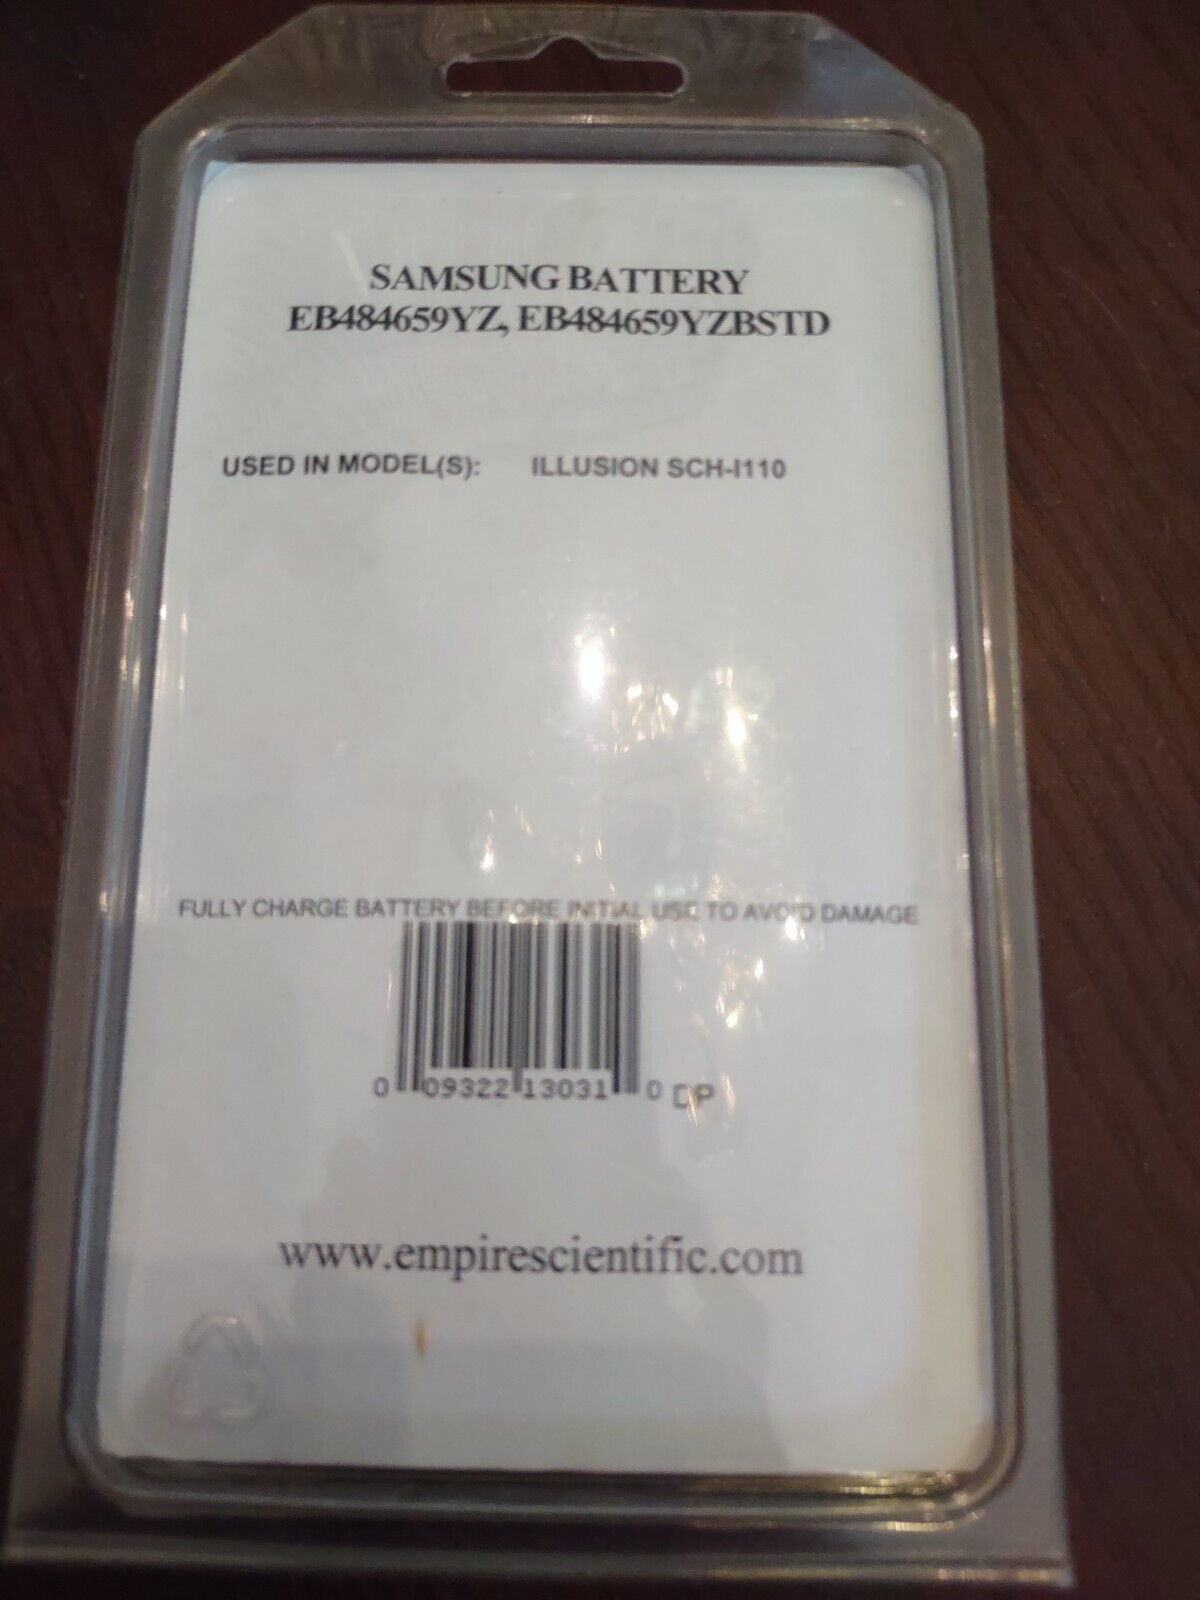 SAMSUNG BATTERY
EB484659YZ, EB484659YZBSTD
USED IN MODEL(S): ILLUSION SCH-I110
FULLY CHARGE BATTERY BEFORE INITIAL USE TO AVOID DAMAGE
0 09322 13031 0 DP
www.empirescientific.com